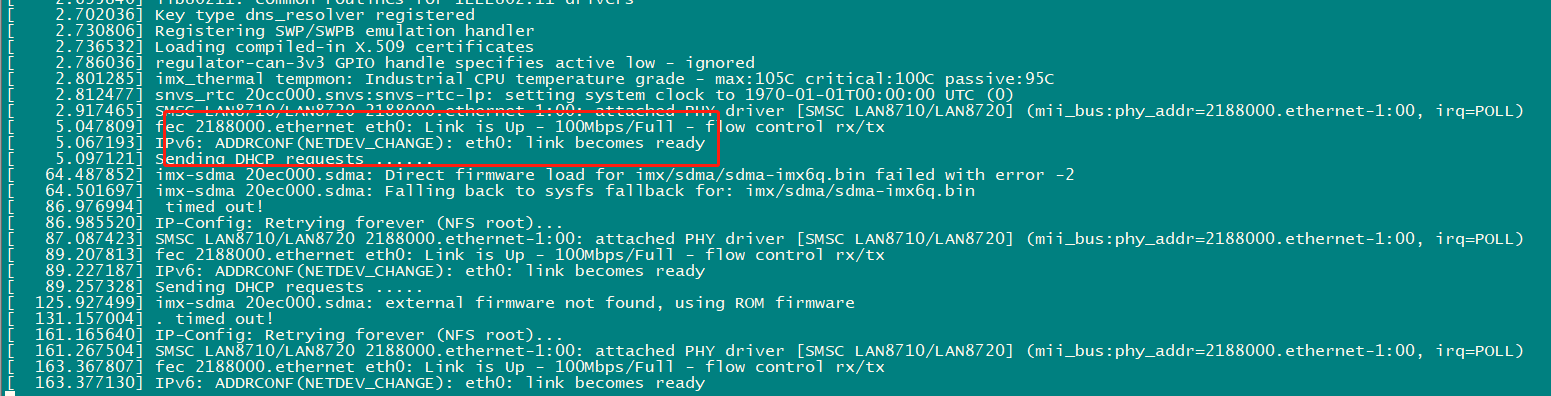 [    2.699846] lib80211: common routines for IEEE802.11 drivers
[    2.702036] Key type dns_resolver registered
[    2.730806] Registering SWP/SWPB emulation handler
[    2.736532] Loading compiled-in X.509 certificates
[    2.786036] regulator-can-3v3 GPIO handle specifies active low - ignored
[    2.801285] imx_thermal tempmon: Industrial CPU temperature grade - max:105C critical:100C passive:95C
[    2.812477] snvs_rtc 20cc000.snvs:snvs-rtc-lp: setting system clock to 1970-01-01T00:00:00 UTC (0)
[    2.917465] SMSC LAN8710/LAN8720 2188000.ethernet-1:00: attached PHY driver [SMSC LAN8710/LAN8720] (mii_bus:phy_addr=2188000.ethernet-1:00, irq=POLL)
[    5.047809] fec 2188000.ethernet eth0: Link is Up - 100Mbps/Full - flow control rx/tx
[    5.067193] IPv6: ADDRCONF(NETDEV_CHANGE): eth0: link becomes ready
[    5.097121] Sending DHCP requests ......
[   64.487852] imx-sdma 20ec000.sdma: Direct firmware load for imx/sdma/sdma-imx6q.bin failed with error -2
[   64.501697] imx-sdma 20ec000.sdma: Falling back to sysfs fallback for: imx/sdma/sdma-imx6q.bin
[   86.976994]  timed out!
[   86.985520] IP-Config: Retrying forever (NFS root)...
[   87.087423] SMSC LAN8710/LAN8720 2188000.ethernet-1:00: attached PHY driver [SMSC LAN8710/LAN8720] (mii_bus:phy_addr=2188000.ethernet-1:00, irq=POLL)
[   89.207813] fec 2188000.ethernet eth0: Link is Up - 100Mbps/Full - flow control rx/tx
[   89.227187] IPv6: ADDRCONF(NETDEV_CHANGE): eth0: link becomes ready
[   89.257328] Sending DHCP requests .....
[  125.927499] imx-sdma 20ec000.sdma: external firmware not found, using ROM firmware
[  131.157004] . timed out!
[  161.165640] IP-Config: Retrying forever (NFS root)...
[  161.267504] SMSC LAN8710/LAN8720 2188000.ethernet-1:00: attached PHY driver [SMSC LAN8710/LAN8720] (mii_bus:phy_addr=2188000.ethernet-1:00, irq=POLL)
[  163.367807] fec 2188000.ethernet eth0: Link is Up - 100Mbps/Full - flow control rx/tx
[  163.377130] IPv6: ADDRCONF(NETDEV_CHANGE): eth0: link becomes ready